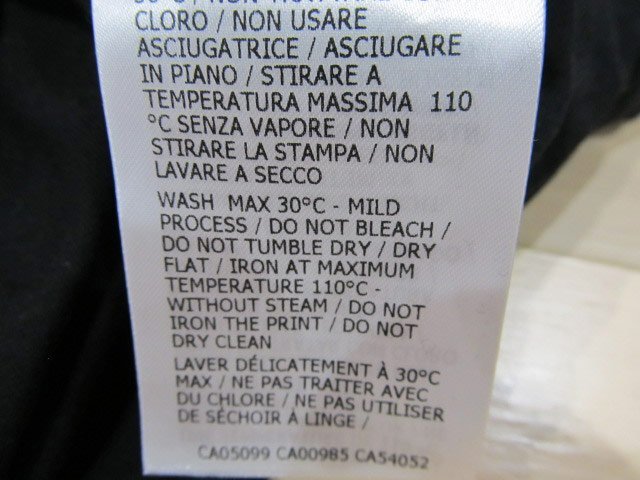 CLORO / NON USARE
ASCIUGATRICE / ASCIUGARE
IN PIANO / STIRARE A
TEMPERATURA MASSIMA 110
°C SENZA VAPORE / NON
STIRARE LA STAMPA / NON
LAVARE A SECCO
WASH MAX 30°C - MILD
PROCESS / DO NOT BLEACH /
DO NOT TUMBLE DRY / DRY
FLAT / IRON AT MAXIMUM
TEMPERATURE 110°C -
WITHOUT STEAM / DO NOT
IRON THE PRINT / DO NOT
DRY CLEAN
LAVER DÉLICATEMENT À 30°C
MAX / NE PAS TRAITER AVEC
DU CHLORE / NE PAS UTILISER
DE SÉCHOIR À LINGE /
CA05099 CA00985 CA54052